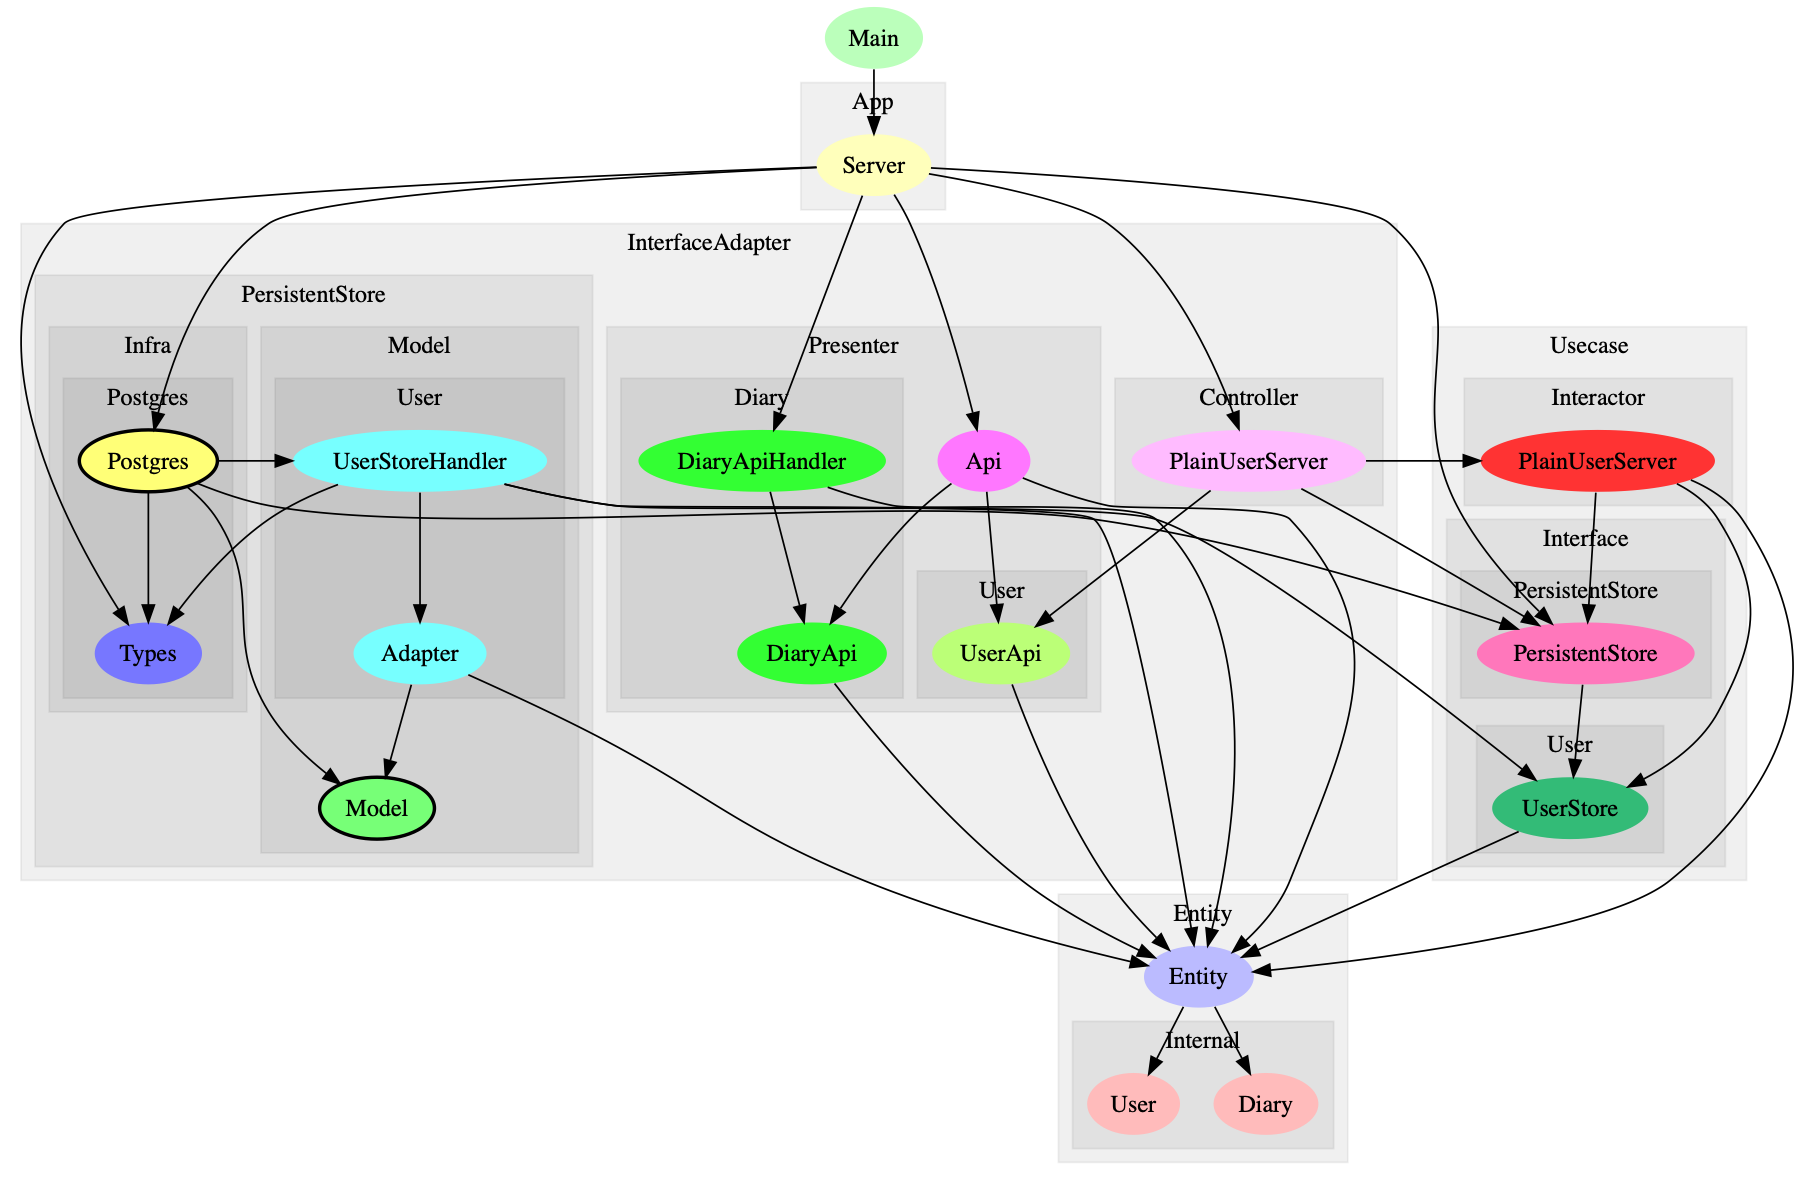 Main
App
Server
InterfaceAdapter
PersistentStore
Infra
Model
Presenter
Usecase
Postgres
User
Diary
Controller
Interactor
Postgres
UserStoreHandler
DiaryApiHandler
Api
PlainUserServer
PlainUserServer
Interface
User
PersistentStore
Types
Adapter
DiaryApi
UserApi
PersistentStore
User
Model
UserStore
Entity
Entity
Internal
User
Diary